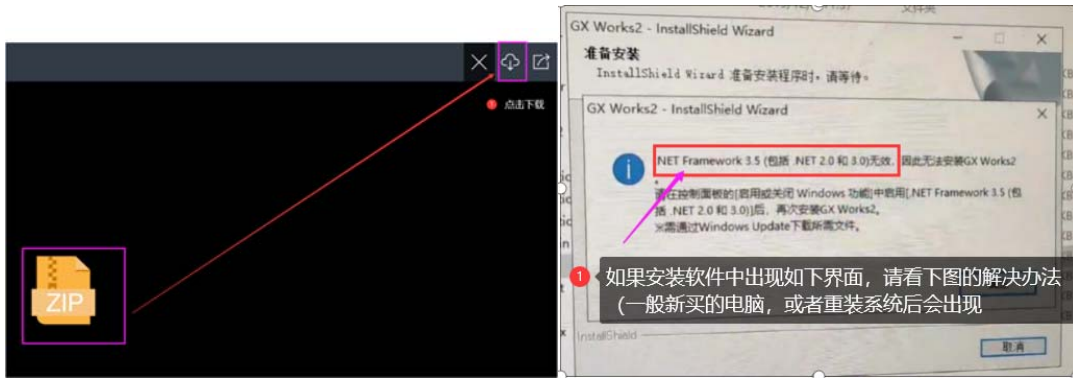 1 点击下载
ZIP
GX Works2 - InstallShield Wizard
准备安装
InstallShield Wizard 准备安装程序时，请等待。
GX Works2 - InstallShield Wizard
.NET Framework 3.5 (包括 .NET 2.0 和 3.0)无效，因此无法安装GX Works2
。
请在控制面板的[启用或关闭 Windows 功能]中启用[.NET Framework 3.5 (包
括 .NET 2.0 和 3.0)]后，再次安装GX Works2。
※需通过Windows Update下载所需文件。
1 如果安装软件中出现如下界面，请看下图的解决办法
（一般新买的电脑，或者重装系统后会出现
InstallShield
取消